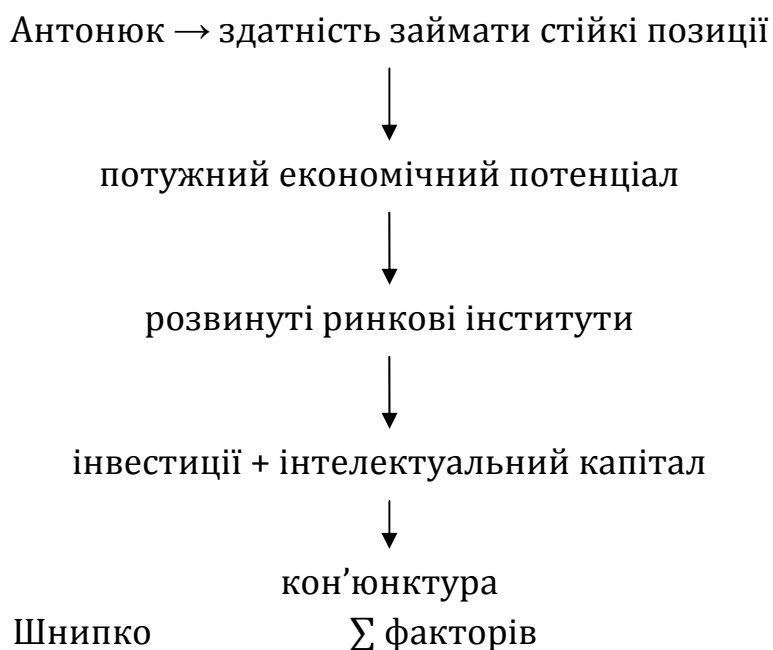 Антонюк → здатність займати стійкі позиції
потужний економічний потенціал
розвинуті ринкові інститути
інвестиції + інтелектуальний капітал
кон’юнктура
Шнипко ∑ факторів